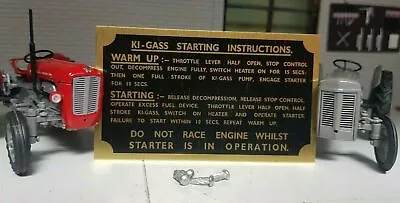 KI-GASS STARTING INSTRUCTIONS.
WARM UP:- THROTTLE LEVER HALF OPEN, STOP CONTROL
OUT, DECOMPRESS ENGINE FULLY, SWITCH HEATER ON FOR 15 SECS.
THEN ONE FULL STROKE OF KI-GASS PUMP, ENGAGE STARTER
FOR 10 SECS.
STARTING:- RELEASE DECOMPRESSION, RELEASE STOP CONTROL.
OPERATE EXCESS FUEL DEVICE, THROTTLE LEVER HALF OPEN, HALF
STROKE KI-GASS, SWITCH ON HEATER AND OPERATE STARTER.
FAILURE TO START WITHIN 10 SECS, REPEAT WARM UP.
DO NOT RACE ENGINE WHILST
STARTER IS IN OPERATION.